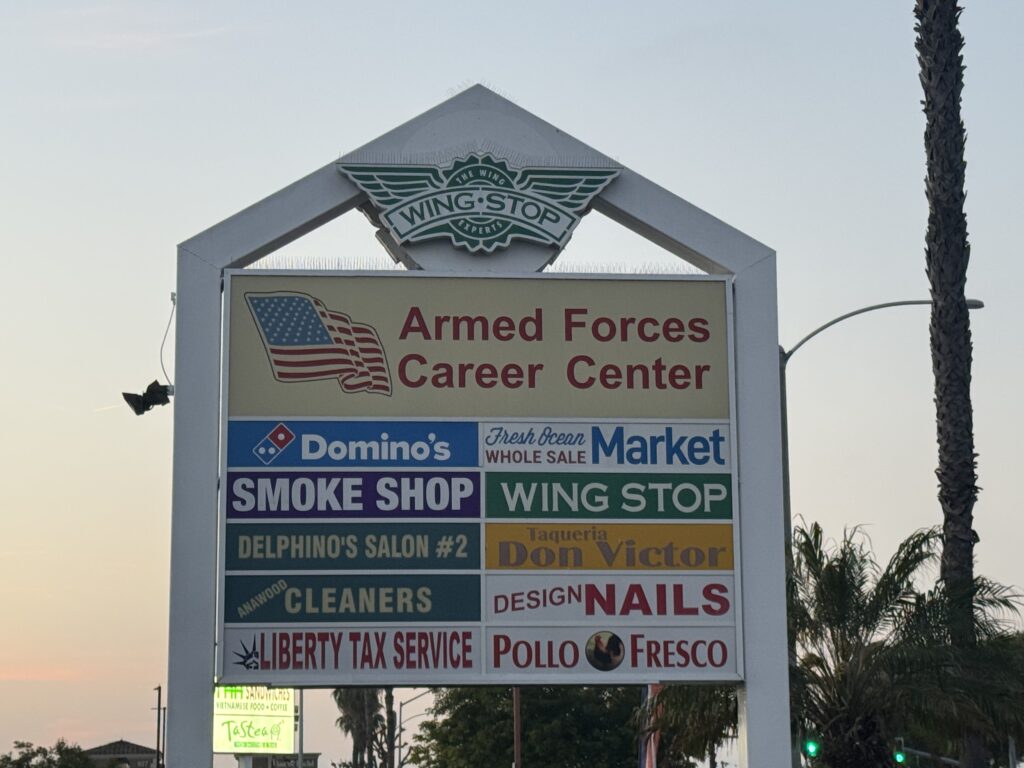 THE WING
WING·STOP
EXPERTS
Armed Forces
Career Center
Domino's
Fresh Ocean
WHOLE SALE
Market
SMOKE SHOP
WING STOP
DELPHINO'S SALON #2
Taqueria
Don Victor
ANAWOOD CLEANERS
DESIGN NAILS
LIBERTY TAX SERVICE
POLLO FRESCO
SANDWICHES
VIETNAMESE FOOD • COFFEE
Tastea